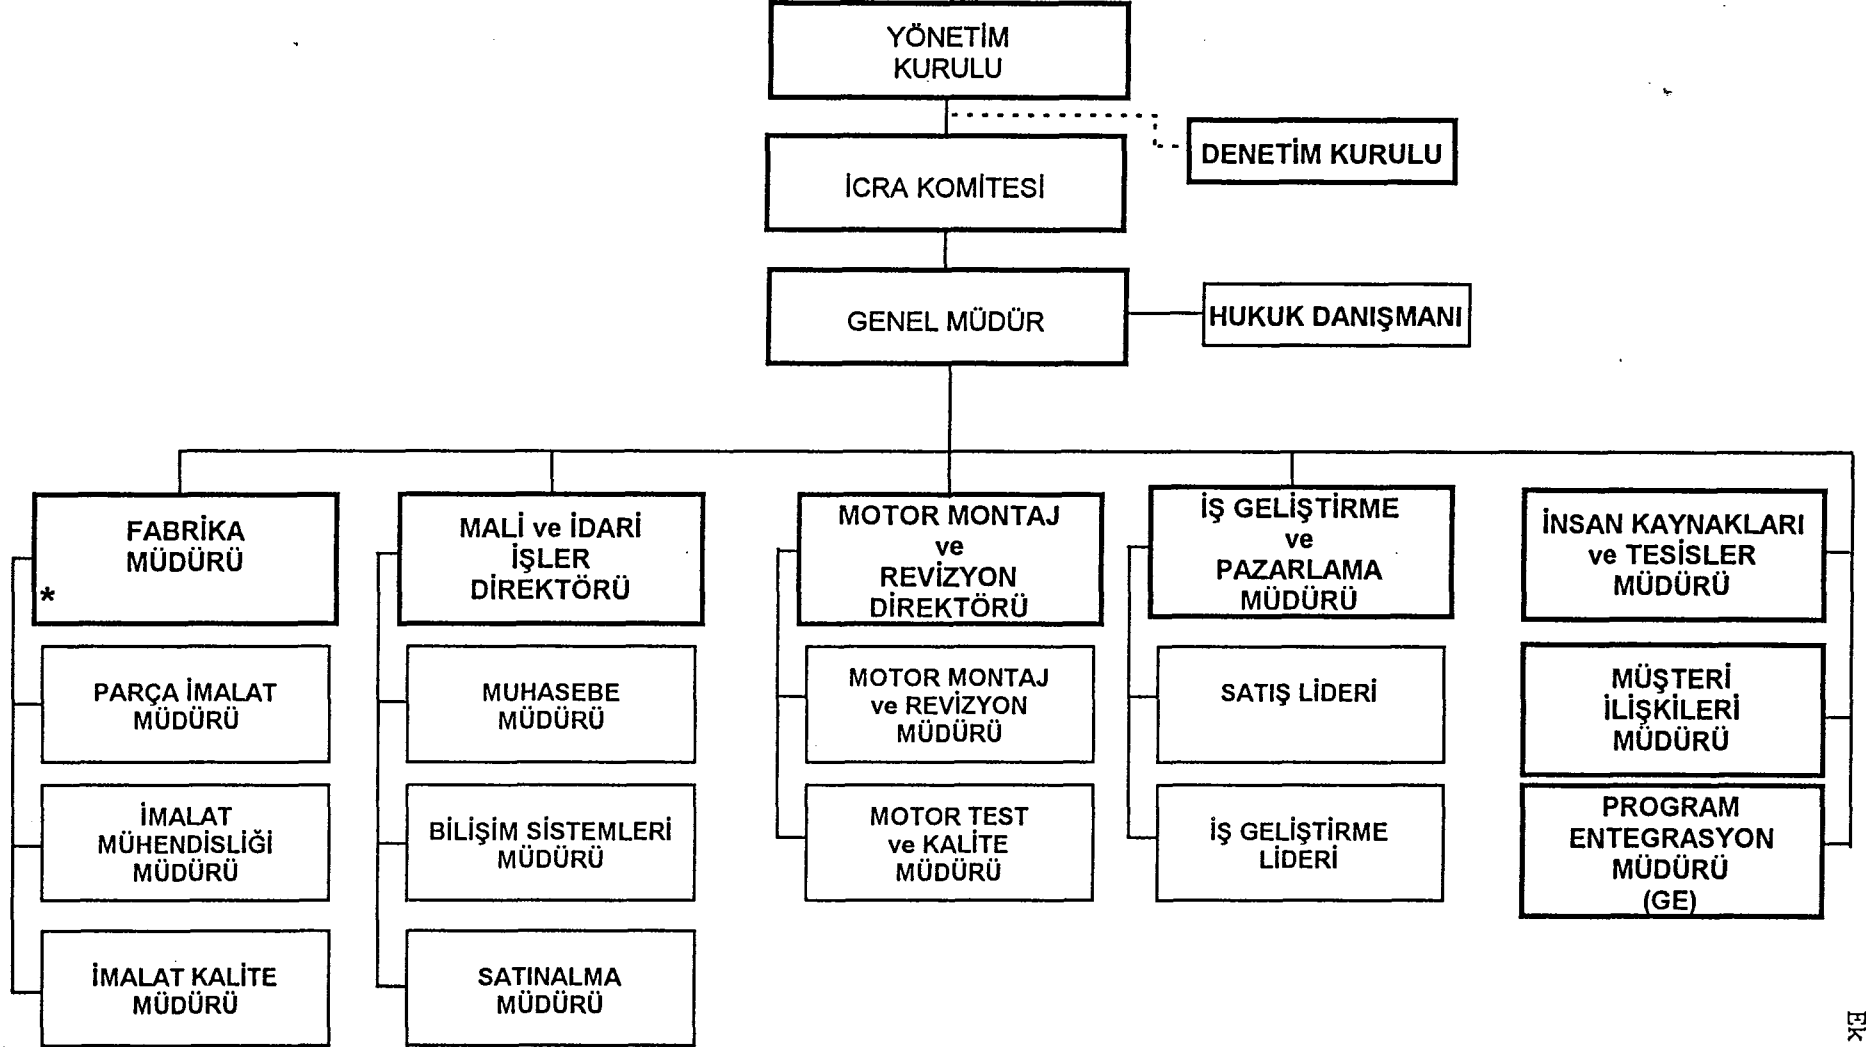 YÖNETİM
KURULU
DENETİM KURULU
İCRA KOMİTESİ
GENEL MÜDÜR
HUKUK DANIŞMANI
FABRİKA
MÜDÜRÜ
*
PARÇA İMALAT
MÜDÜRÜ
İMALAT
MÜHENDİSLİĞİ
MÜDÜRÜ
İMALAT KALİTE
MÜDÜRÜ
MALİ ve İDARİ
İŞLER
DİREKTÖRÜ
MUHASEBE
MÜDÜRÜ
BİLİŞİM SİSTEMLERİ
MÜDÜRÜ
SATINALMA
MÜDÜRÜ
MOTOR MONTAJ
ve
REVİZYON
DİREKTÖRÜ
MOTOR MONTAJ
ve REVİZYON
MÜDÜRÜ
MOTOR TEST
ve KALİTE
MÜDÜRÜ
İŞ GELİŞTİRME
ve
PAZARLAMA
MÜDÜRÜ
SATIŞ LİDERİ
İŞ GELİŞTİRME
LİDERİ
İNSAN KAYNAKLARI
ve TESİSLER
MÜDÜRÜ
MÜŞTERİ
İLİŞKİLERİ
MÜDÜRÜ
PROGRAM
ENTEGRASYON
MÜDÜRÜ
(GE)
EK